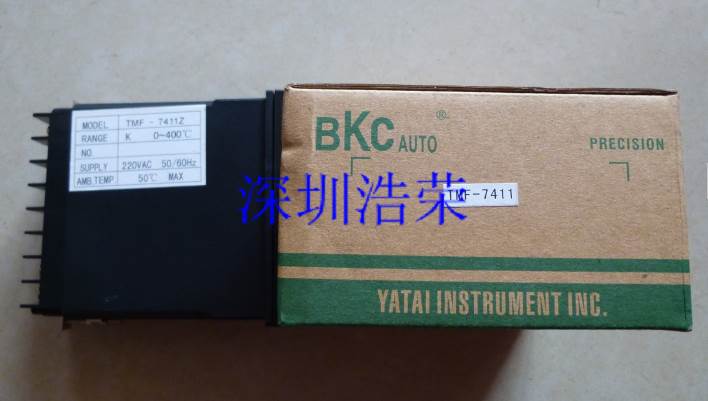 MODEL TMF - 7411Z
RANGE K 0~400℃
NO.
SUPPLY 220VAC 50/60Hz
AMB.TEMP 50℃ MAX
BKC AUTO ®
PRECISION
TMF-7411
深圳浩荣
YATAI INSTRUMENT INC.